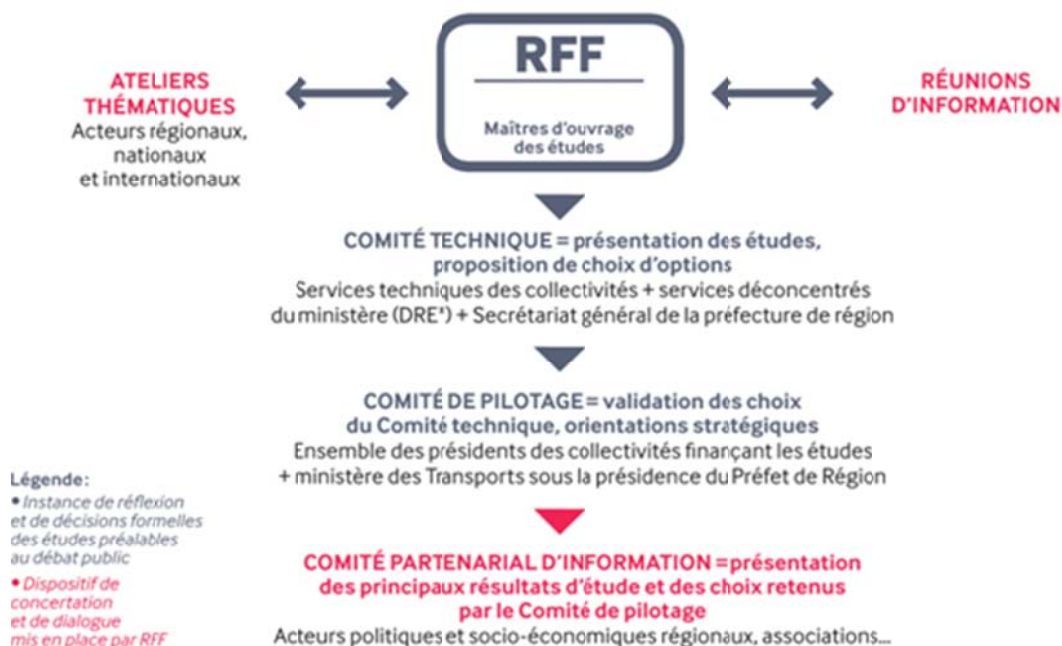 RFF
Maîtres d'ouvrage
des études
ATELIERS
THÉMATIQUES
Acteurs régionaux,
nationaux
et internationaux
RÉUNIONS
D'INFORMATION
COMITÉ TECHNIQUE = présentation des études,
proposition de choix d'options
Services techniques des collectivités + services déconcentrés
du ministère (DRE*) + Secrétariat général de la préfecture de région
COMITÉ DE PILOTAGE = validation des choix
du Comité technique, orientations stratégiques
Ensemble des présidents des collectivités finançant les études
+ ministère des Transports sous la présidence du Préfet de Région
COMITÉ PARTENARIAL D'INFORMATION = présentation
des principaux résultats d'étude et des choix retenus
par le Comité de pilotage
Acteurs politiques et socio-économiques régionaux, associations...
Légende:
• Instance de réflexion
et de décisions formelles
des études préalables
au débat public
• Dispositif de
concertation
et de dialogue
mis en place par RFF